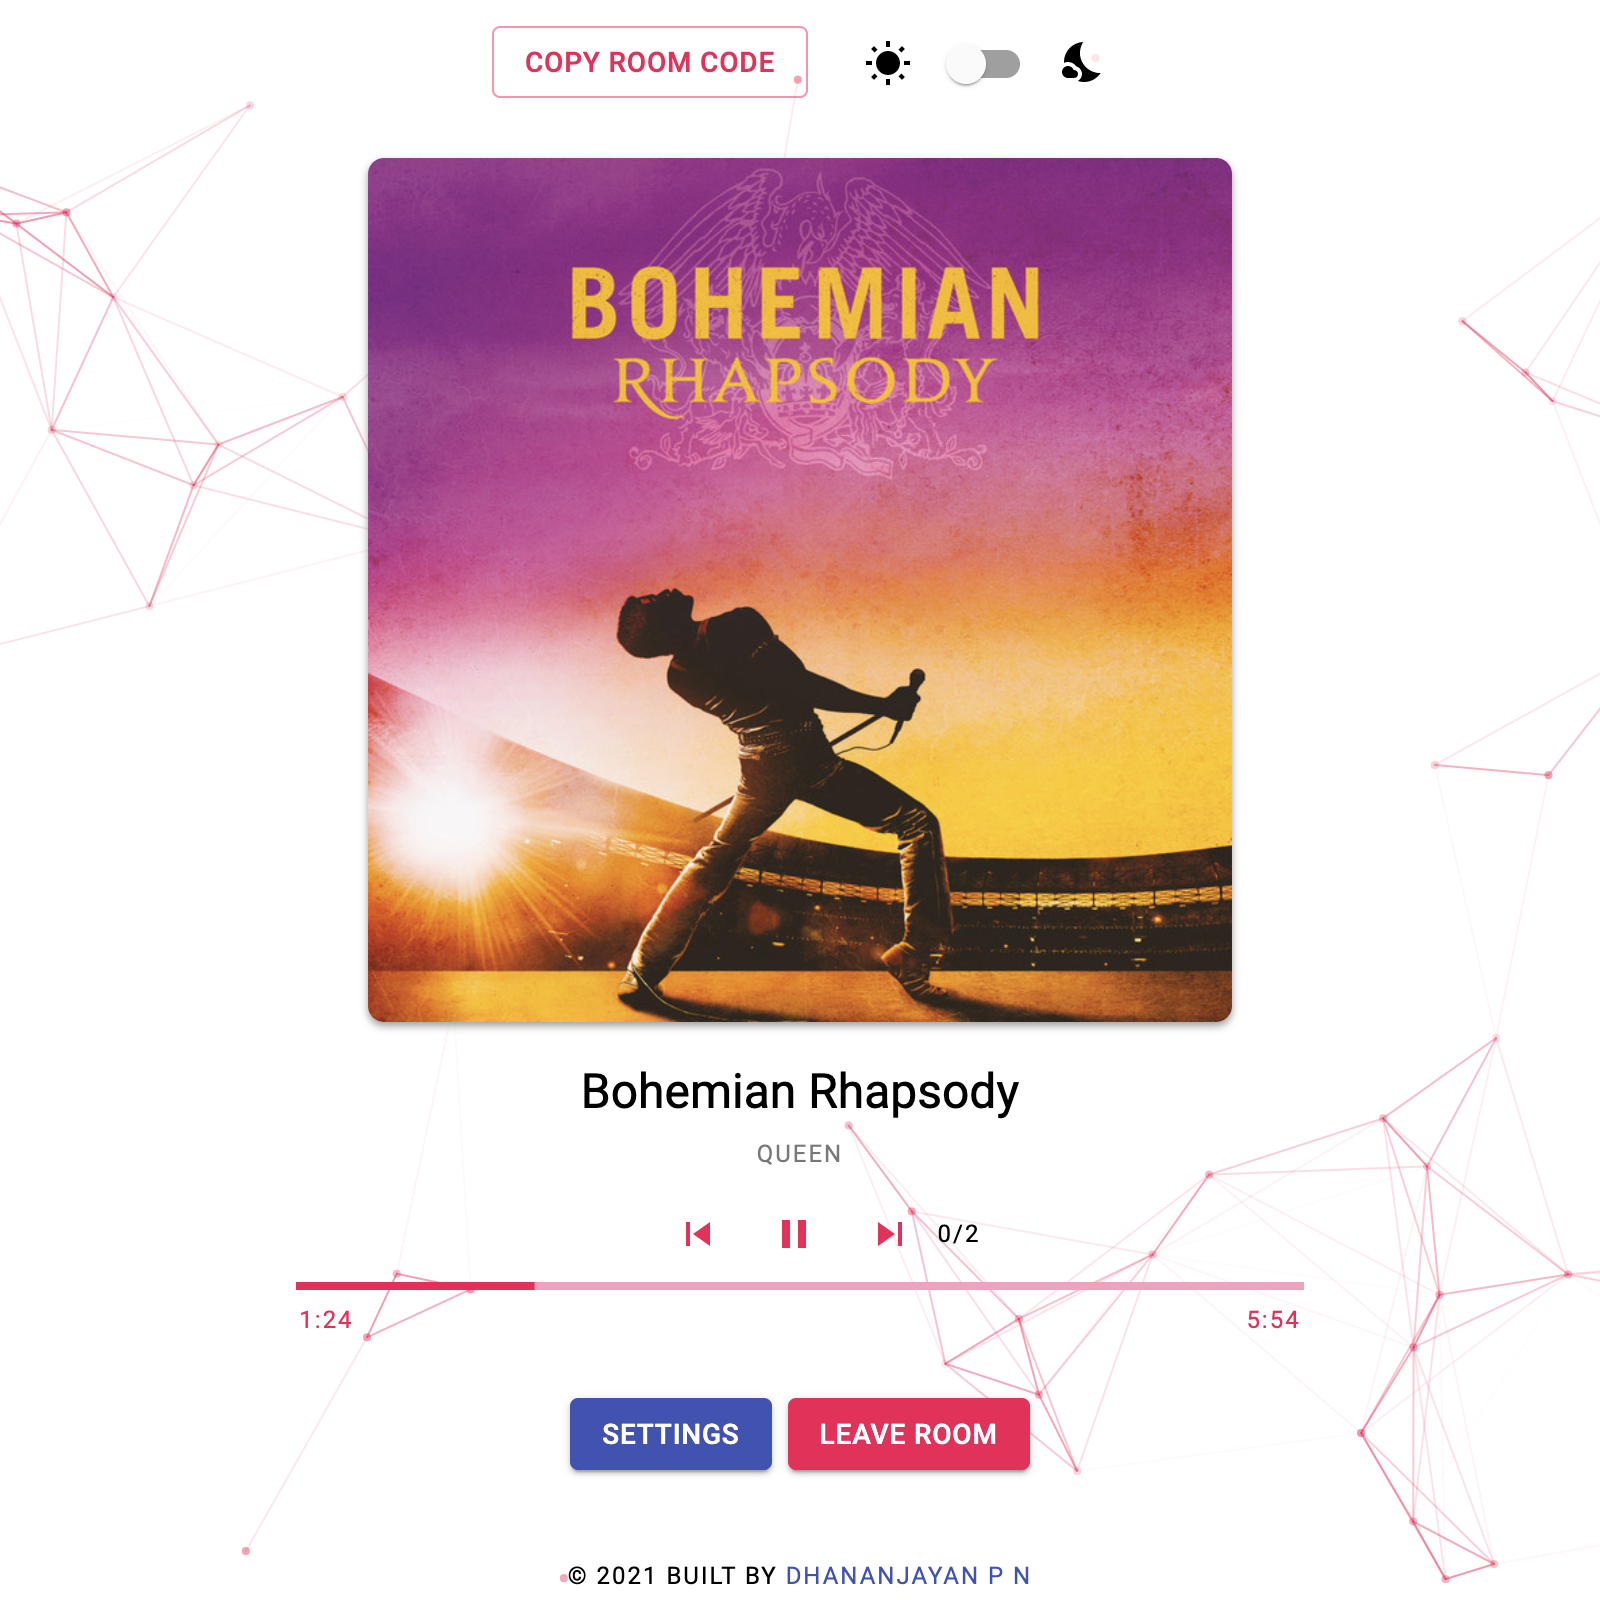 COPY ROOM CODE
BOHEMIAN
RHAPSODY
Bohemian Rhapsody
QUEEN
0/2
1:24 5:54
SETTINGS LEAVE ROOM
© 2021 BUILT BY DHANANJAYAN P N